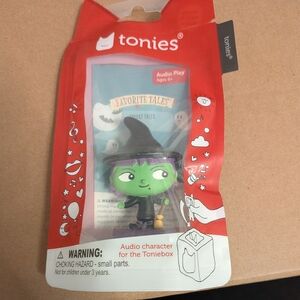 tonies®
tonies®
Audio Play
Ages 5+
FAVORITE TALES
WARNING:
CHOKING HAZARD - small parts.
Not for children under 3 years.
Audio character
for the Toniebox